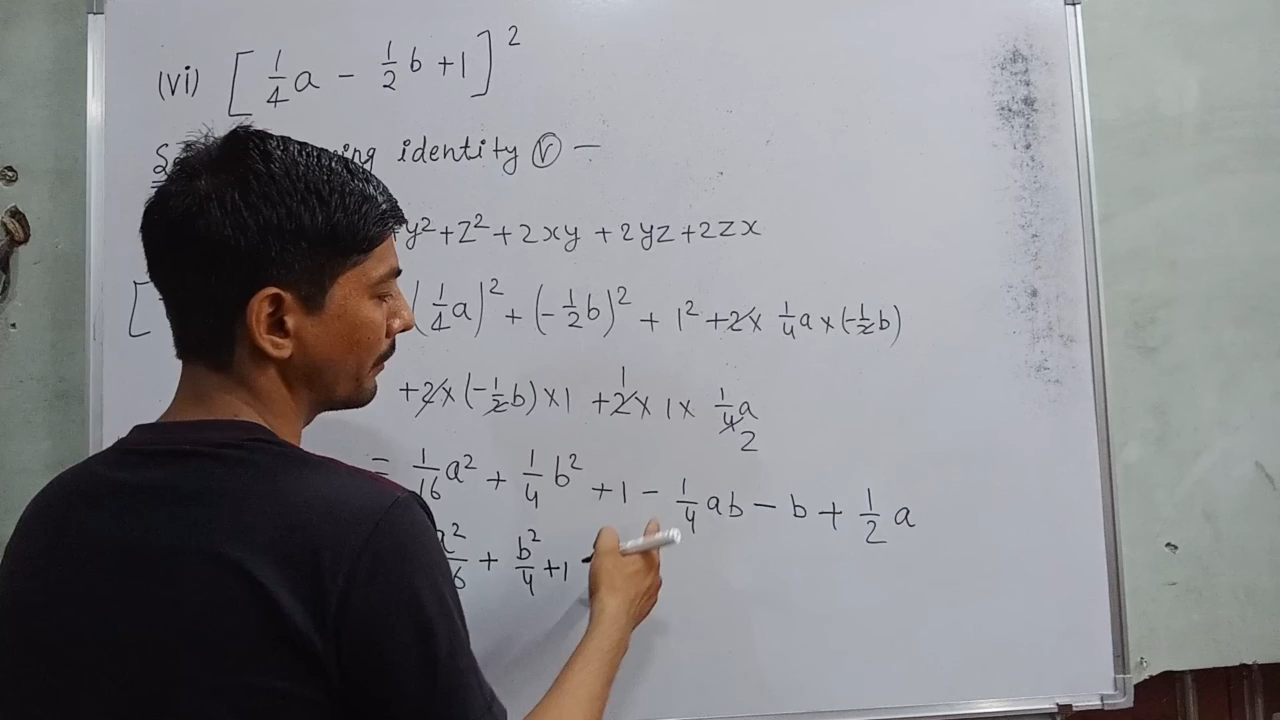 (vi) [1/4 a - 1/2 b + 1]²
identity Ⓥ —
y² + z² + 2xy + 2yz + 2zx
[ (1/4 a)² + (-1/2 b)² + 1² + 2 × 1/4 a × (-1/2 b)
+ 2 × (-1/2 b) × 1 + 2 × 1 × 1/4 a
= 1/16 a² + 1/4 b² + 1 - 1/4 ab - b + 1/2 a
+ b²/4 + 1